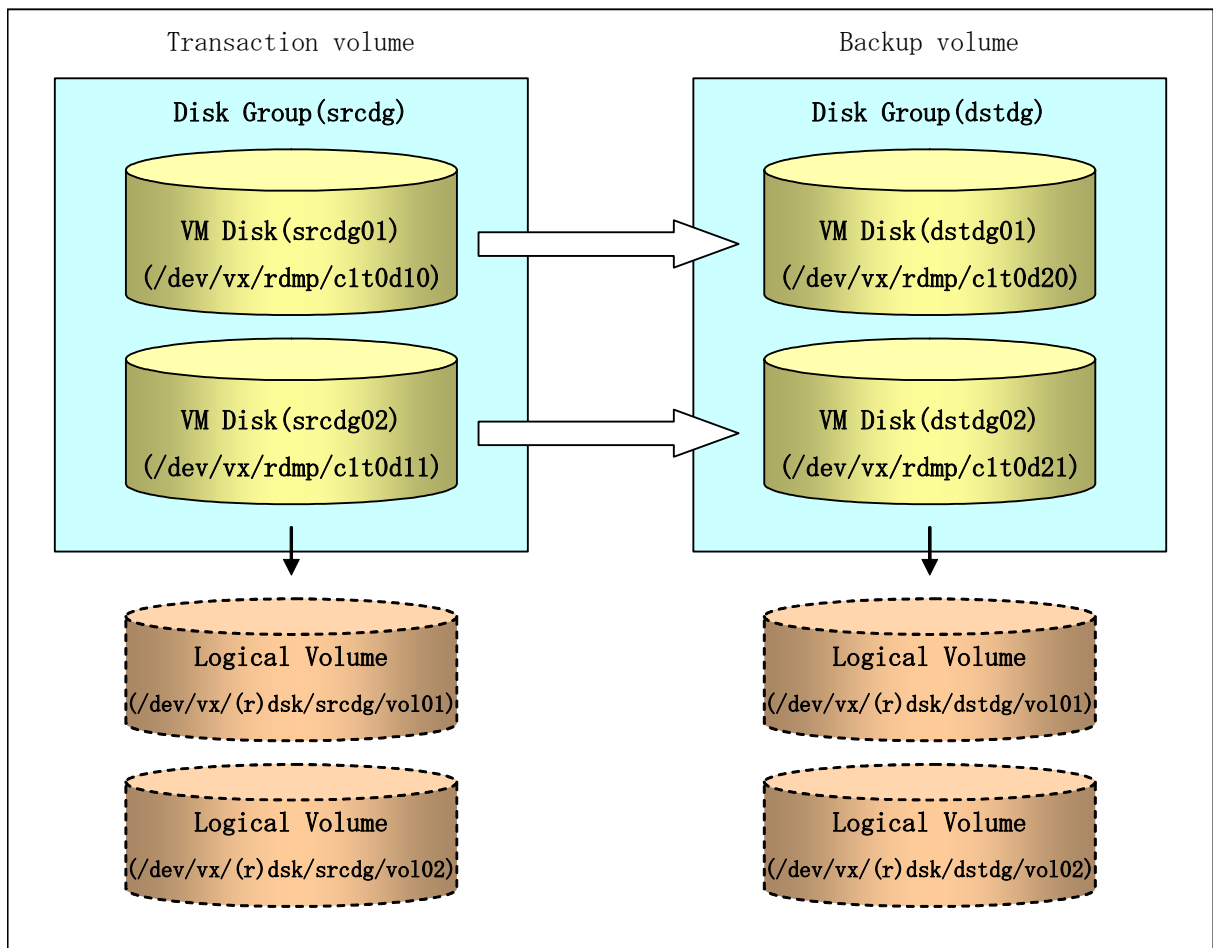 Transaction volume
Backup volume
Disk Group(srcdg)
VM Disk(srcdg01)
(/dev/vx/rdmp/c1t0d10)
VM Disk(srcdg02)
(/dev/vx/rdmp/c1t0d11)
Disk Group(dstdg)
VM Disk(dstdg01)
(/dev/vx/rdmp/c1t0d20)
VM Disk(dstdg02)
(/dev/vx/rdmp/c1t0d21)
Logical Volume
(/dev/vx/(r)dsk/srcdg/vol01)
Logical Volume
(/dev/vx/(r)dsk/srcdg/vol02)
Logical Volume
(/dev/vx/(r)dsk/dstdg/vol01)
Logical Volume
(/dev/vx/(r)dsk/dstdg/vol02)